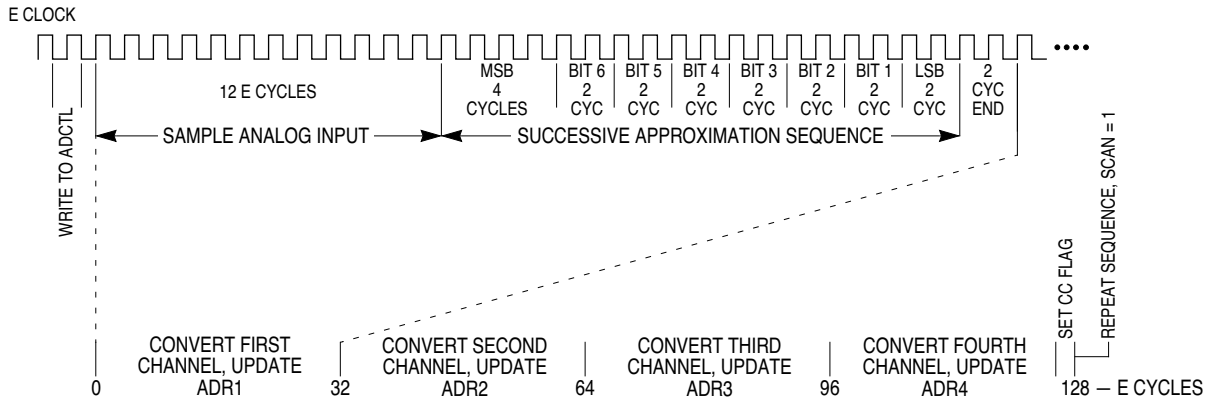 E CLOCK
MSB
4
CYCLES
BIT 6
2
CYC
BIT 5
2
CYC
BIT 4
2
CYC
BIT 3
2
CYC
BIT 2
2
CYC
BIT 1
2
CYC
LSB
2
CYC
2
CYC
END
12 E CYCLES
WRITE TO ADCTL
SAMPLE ANALOG INPUT
SUCCESSIVE APPROXIMATION SEQUENCE
SET CC FLAG
REPEAT SEQUENCE, SCAN = 1
CONVERT FIRST
CHANNEL, UPDATE
ADR1
CONVERT SECOND
CHANNEL, UPDATE
ADR2
CONVERT THIRD
CHANNEL, UPDATE
ADR3
CONVERT FOURTH
CHANNEL, UPDATE
ADR4
0
32
64
96
128 — E CYCLES